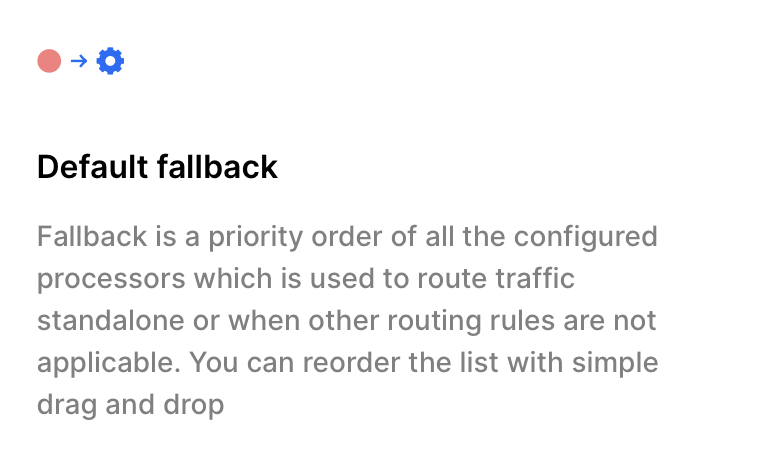 Default fallback
Fallback is a priority order of all the configured
processors which is used to route traffic
standalone or when other routing rules are not
applicable. You can reorder the list with simple
drag and drop